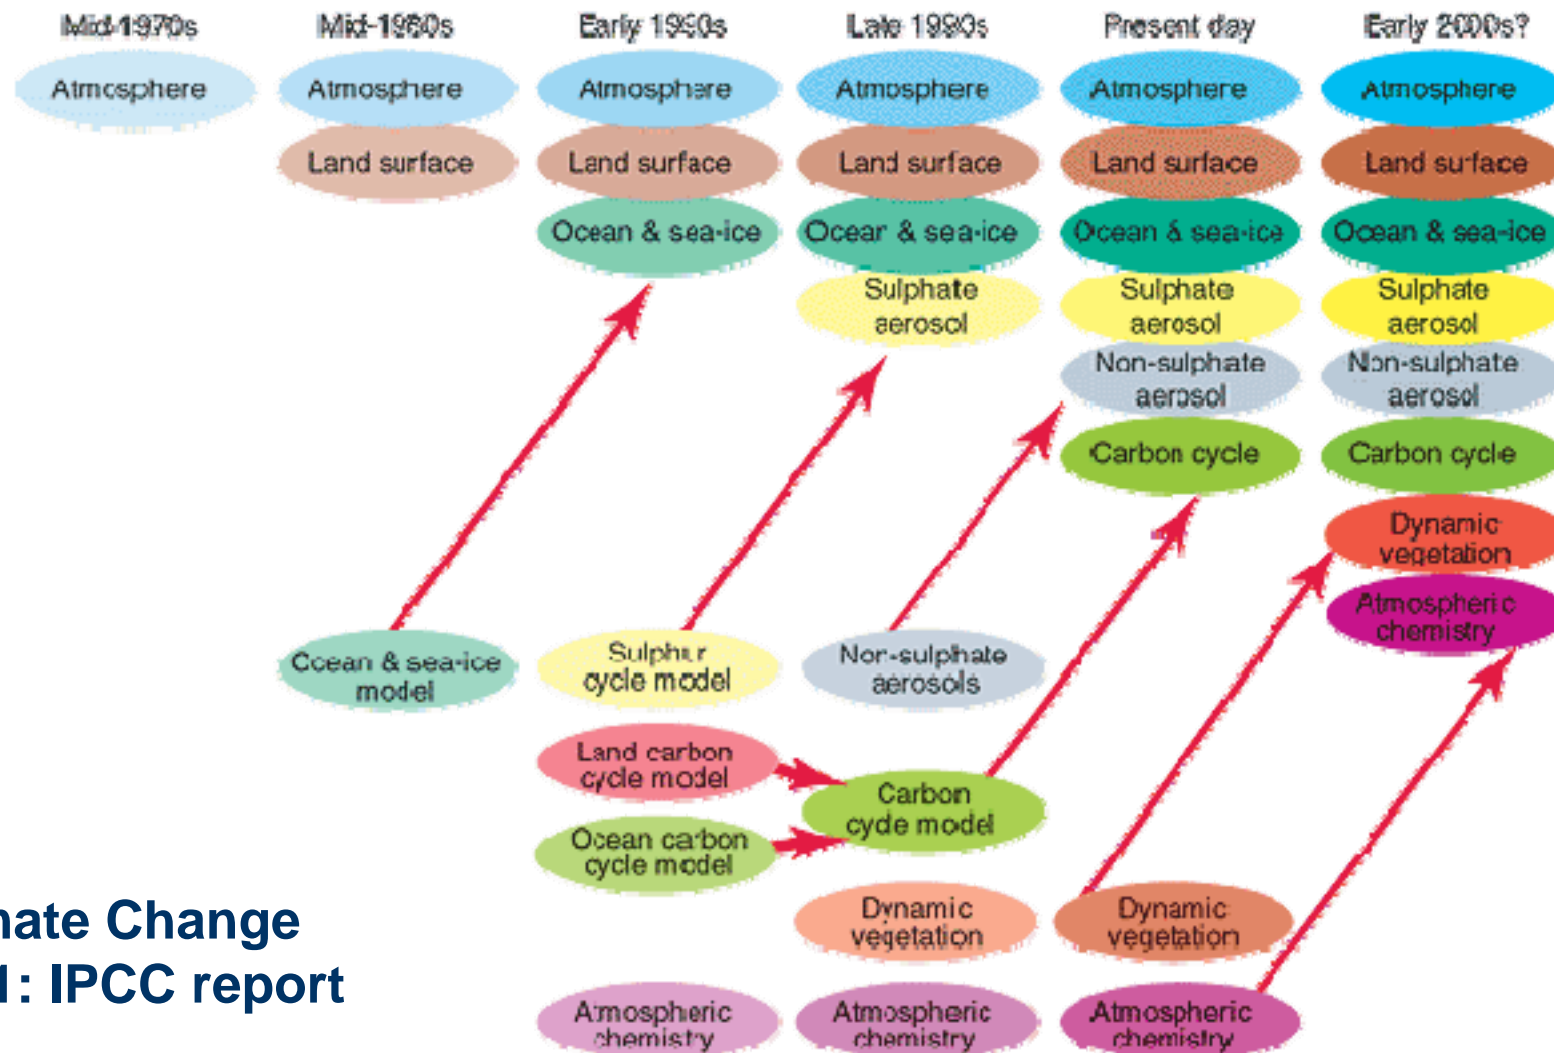 Mid-1970s
Mid-1980s
Early 1990s
Late 1990s
Present day
Early 2000s?
Atmosphere
Atmosphere
Atmosphere
Atmosphere
Atmosphere
Atmosphere
Land surface
Land surface
Land surface
Land surface
Land surface
Ocean & sea-ice
Ocean & sea-ice
Ocean & sea-ice
Ocean & sea-ice
Sulphate
aerosol
Sulphate
aerosol
Sulphate
aerosol
Non-sulphate
aerosol
Non-sulphate
aerosol
Carbon cycle
Carbon cycle
Dynamic
vegetation
Atmospheric
chemistry
Ocean & sea-ice
model
Sulphur
cycle model
Non-sulphate
aerosols
Land carbon
cycle model
Carbon
cycle model
Ocean carbon
cycle model
Dynamic
vegetation
Dynamic
vegetation
Atmospheric
chemistry
Atmospheric
chemistry
Atmospheric
chemistry
nate Change
1: IPCC report